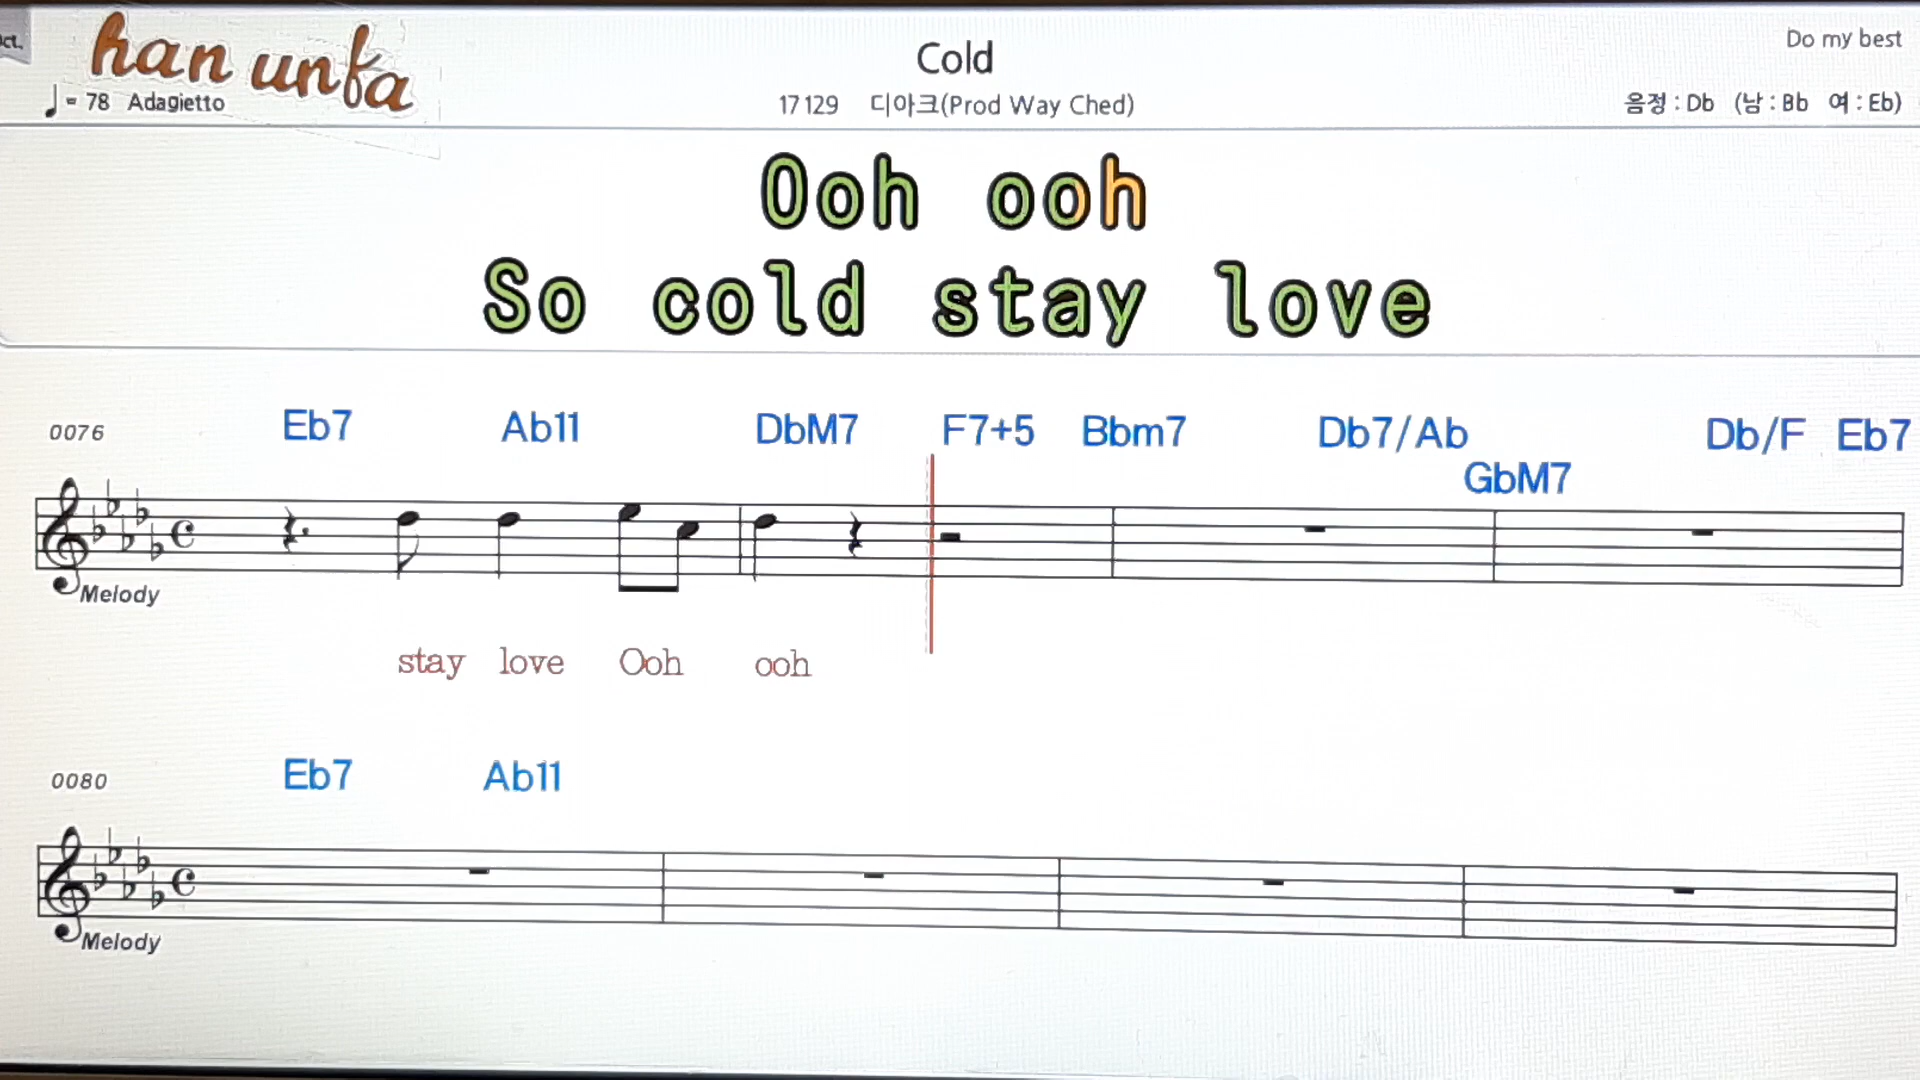 ct.
han unfa
Cold
Do my best
♩= 78 Adagietto
17129 디아크(Prod Way Ched)
음정 : Db (남 : Bb 여 : Eb)
Ooh ooh
So cold stay love
0076 Eb7 Ab11 DbM7 F7+5 Bbm7 Db7/Ab GbM7 Db/F Eb7
Melody
stay love Ooh ooh
0080 Eb7 Ab11
Melody